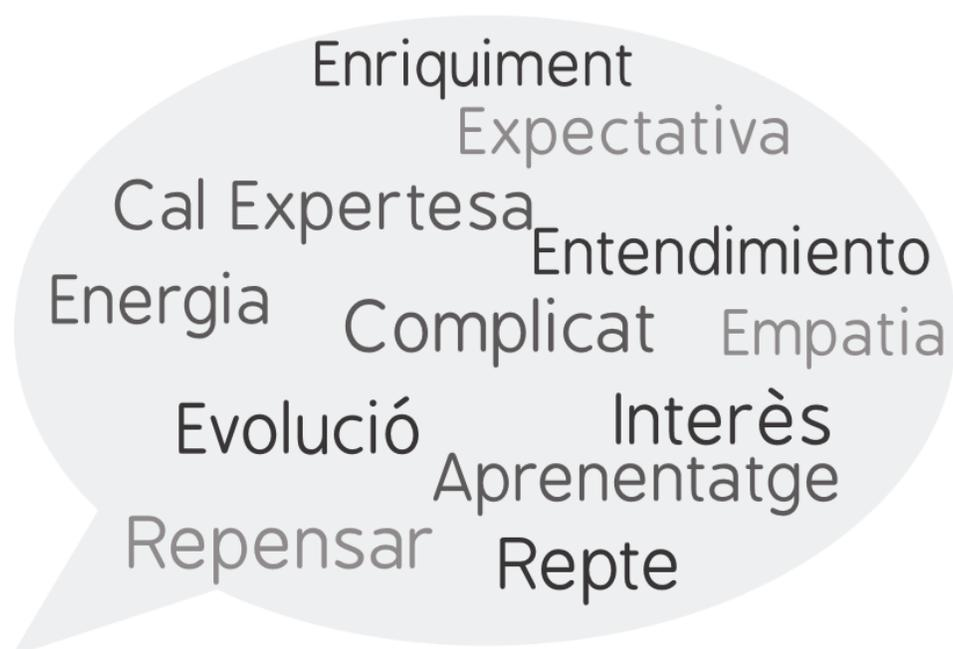 Enriquiment
Expectativa
Cal Expertesa
Entendimiento
Energia
Complicat
Empatia
Evolució
Interès
Aprenentatge
Repensar
Repte